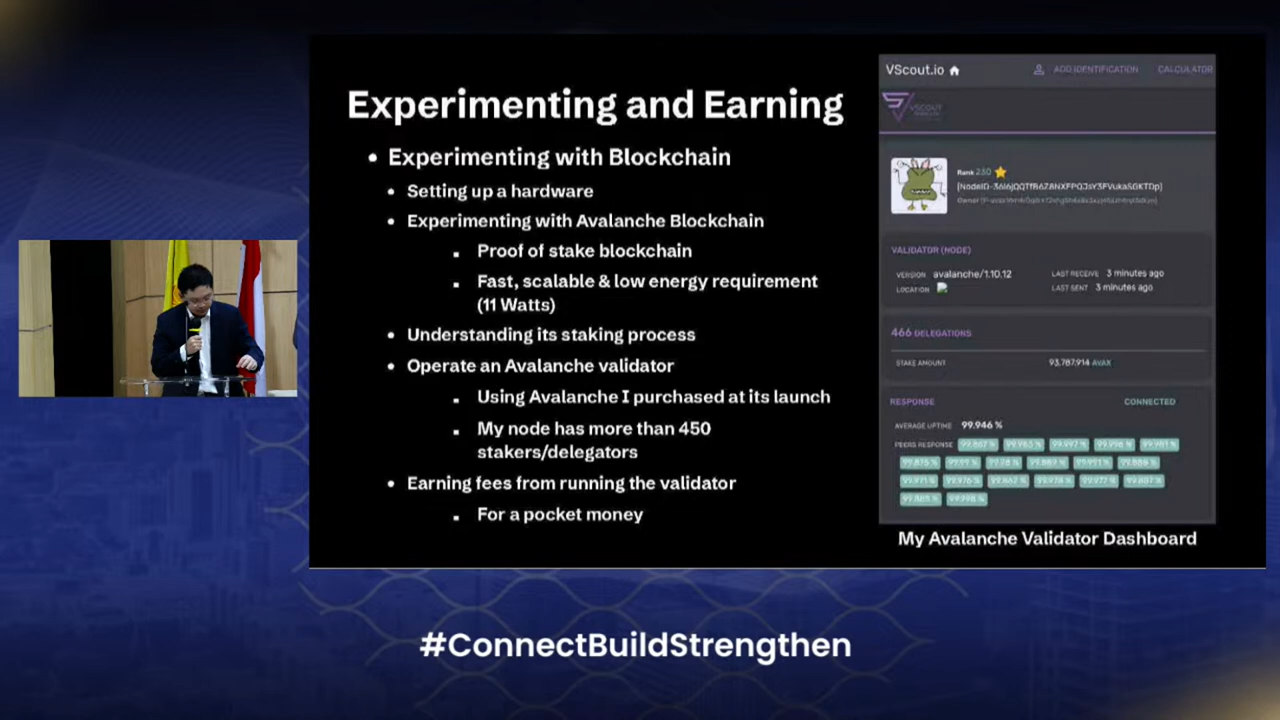 Experimenting and Earning
• Experimenting with Blockchain
• Setting up a hardware
• Experimenting with Avalanche Blockchain
▪ Proof of stake blockchain
▪ Fast, scalable & low energy requirement
(11 Watts)
• Understanding its staking process
• Operate an Avalanche validator
▪ Using Avalanche I purchased at its launch
▪ My node has more than 450
stakers/delegators
• Earning fees from running the validator
▪ For a pocket money
VScout.io
ADD IDENTIFICATION CALCULATOR
VSCOUT
Rank 230
VALIDATOR (NODE)
VERSION avalanche/1.10.12
LAST RECEIVE 3 minutes ago
LOCATION
LAST SENT 3 minutes ago
466 DELEGATIONS
STAKE AMOUNT 93,787.914 AVAX
RESPONSE CONNECTED
AVERAGE UPTIME 99.946 %
PEERS RESPONSE
My Avalanche Validator Dashboard
#ConnectBuildStrengthen